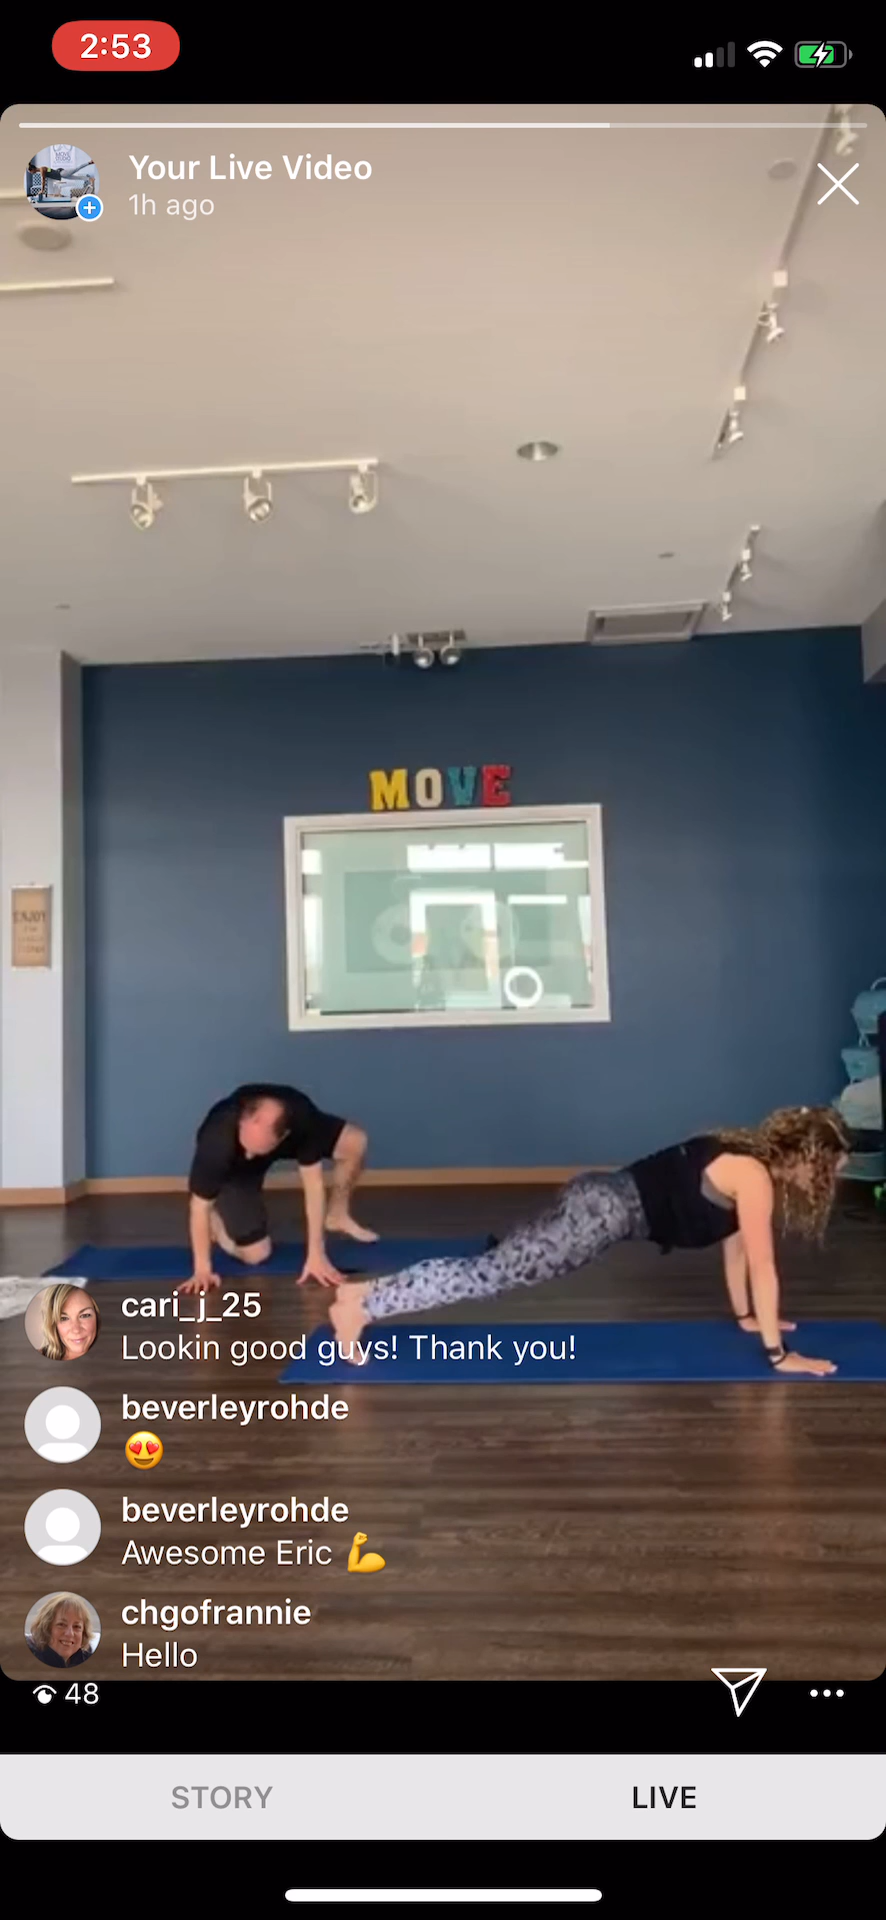 2:53
Your Live Video
1h ago
MOVE
ENJOY
cari_j_25
Lookin good guys! Thank you!
beverleyrohde
😍
beverleyrohde
Awesome Eric 💪
chgofrannie
Hello
48
STORY
LIVE